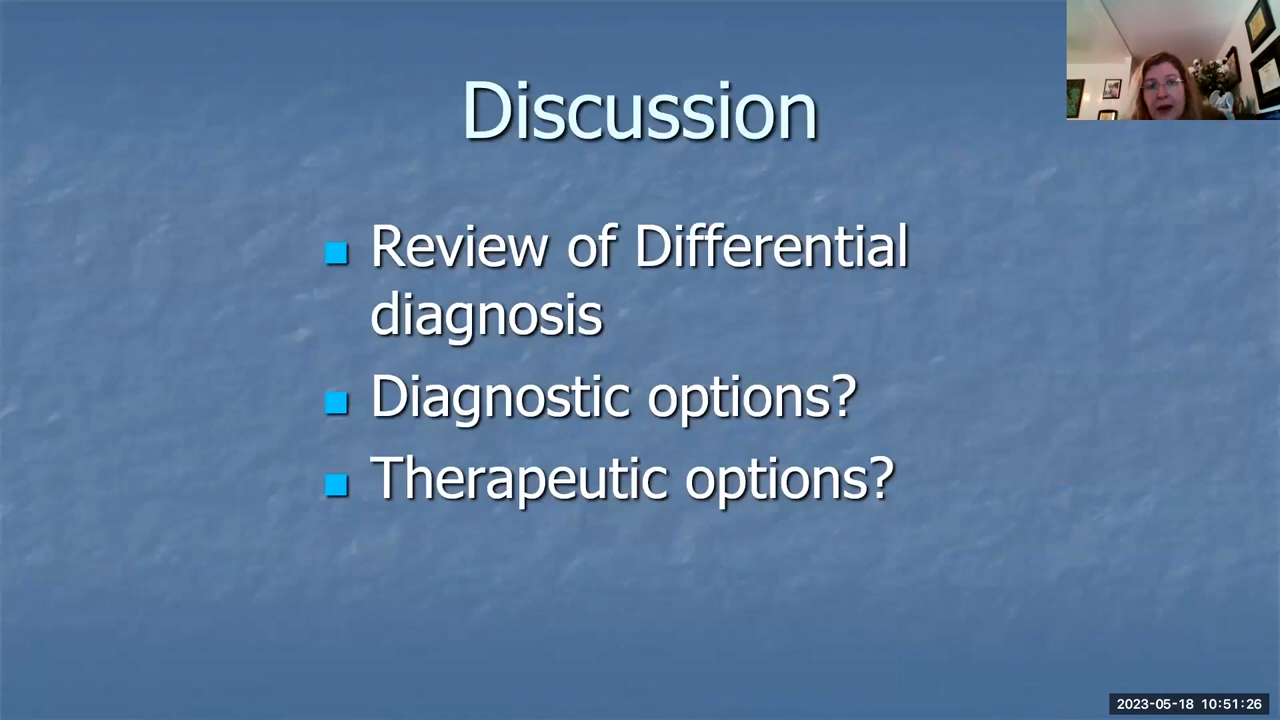 Discussion
Review of Differential
diagnosis
Diagnostic options?
Therapeutic options?
2023-05-18 10:51:26